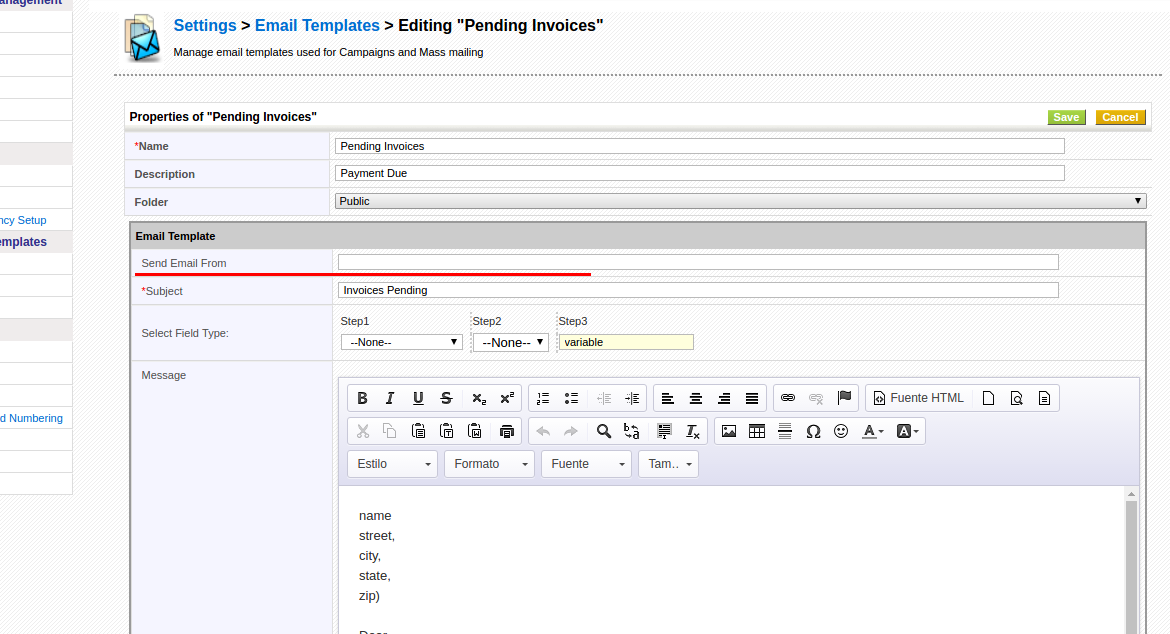 Settings > Email Templates > Editing "Pending Invoices"
Manage email templates used for Campaigns and Mass mailing
Properties of "Pending Invoices"
Save Cancel
*Name Pending Invoices
Description Payment Due
Folder Public
ncy Setup
emplates
d Numbering
Email Template
Send Email From
*Subject Invoices Pending
Select Field Type:
Step1 Step2 Step3
--None-- --None-- variable
Message
Fuente HTML
Estilo Formato Fuente Tam...
name
street,
city,
state,
zip)